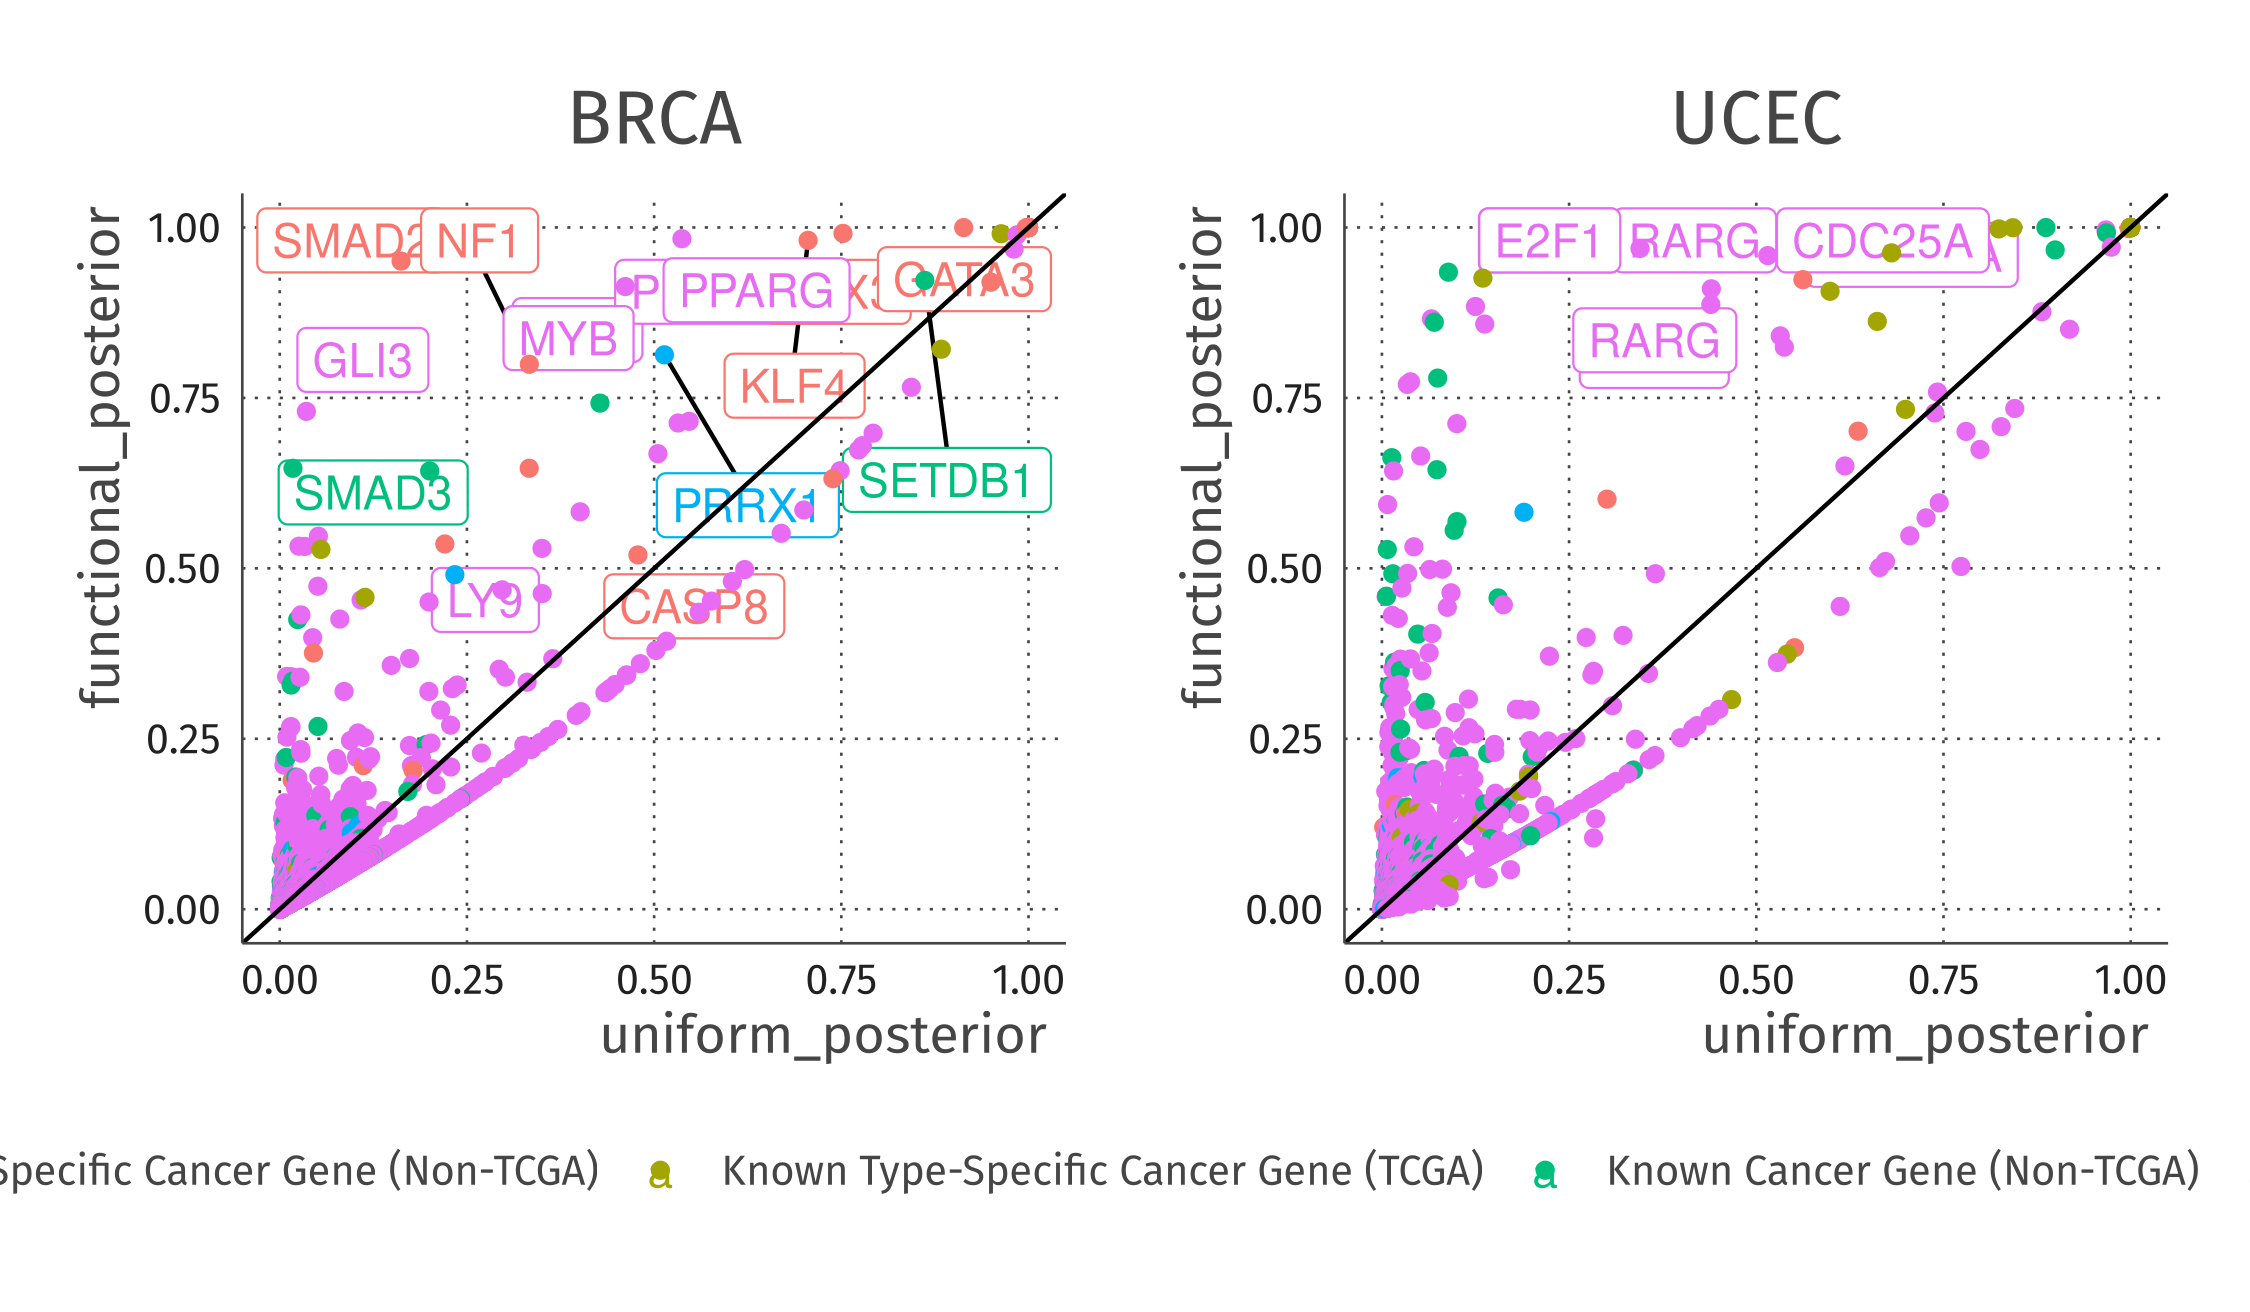 BRCA
UCEC
functional_posterior
1.00
0.75
0.50
0.25
0.00
SMAD2
NF1
GLI3
SMAD3
MYB
PPARG
GATA3
KLF4
SETDB1
PRRX1
LY9
CASP8
0.00 0.25 0.50 0.75 1.00
uniform_posterior
functional_posterior
1.00
0.75
0.50
0.25
0.00
E2F1
RARG
CDC25A
RARG
0.00 0.25 0.50 0.75 1.00
uniform_posterior
Specific Cancer Gene (Non-TCGA) a Known Type-Specific Cancer Gene (TCGA) a Known Cancer Gene (Non-TCGA)